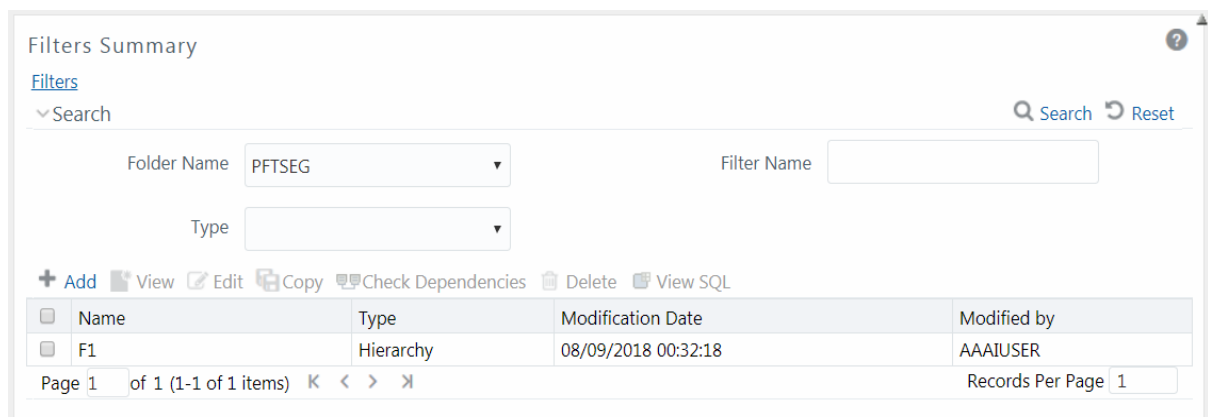 Filters Summary
Filters
Search
Search Reset
Folder Name PFTSEG Filter Name
Type
Add View Edit Copy Check Dependencies Delete View SQL
Name Type Modification Date Modified by
F1 Hierarchy 08/09/2018 00:32:18 AAAIUSER
Page 1 of 1 (1-1 of 1 items) Records Per Page 1